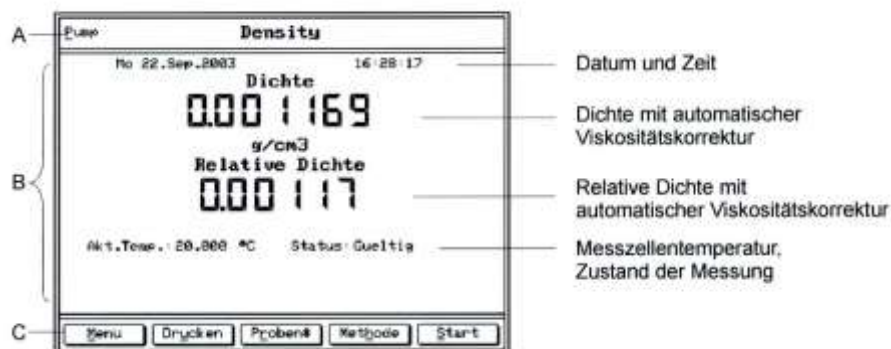 A
Pump
Density
Mo 22.Sep.2003
16:28:17
Datum und Zeit
Dichte
0.001169
Dichte mit automatischer
Viskositätskorrektur
g/cm3
B
Relative Dichte
0.00117
Relative Dichte mit
automatischer Viskositätskorrektur
Akt.Temp.:20.000 °C
Status:Gueltig
Messzellentemperatur,
Zustand der Messung
C
Menu
Drucken
Proben#
Methode
Start